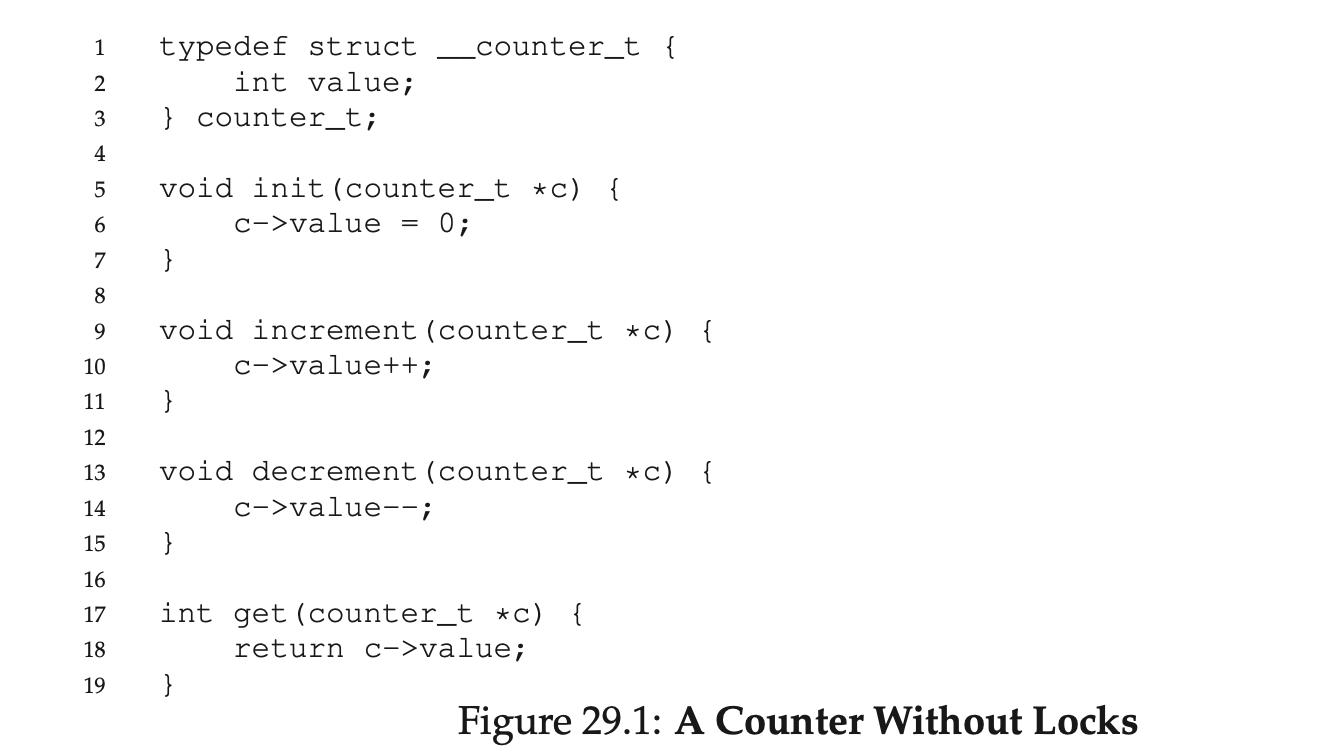 1 typedef struct __counter_t {
2     int value;
3 } counter_t;
4
5 void init(counter_t *c) {
6     c->value = 0;
7 }
8
9 void increment(counter_t *c) {
10     c->value++;
11 }
12
13 void decrement(counter_t *c) {
14     c->value--;
15 }
16
17 int get(counter_t *c) {
18     return c->value;
19 }
Figure 29.1: A Counter Without Locks